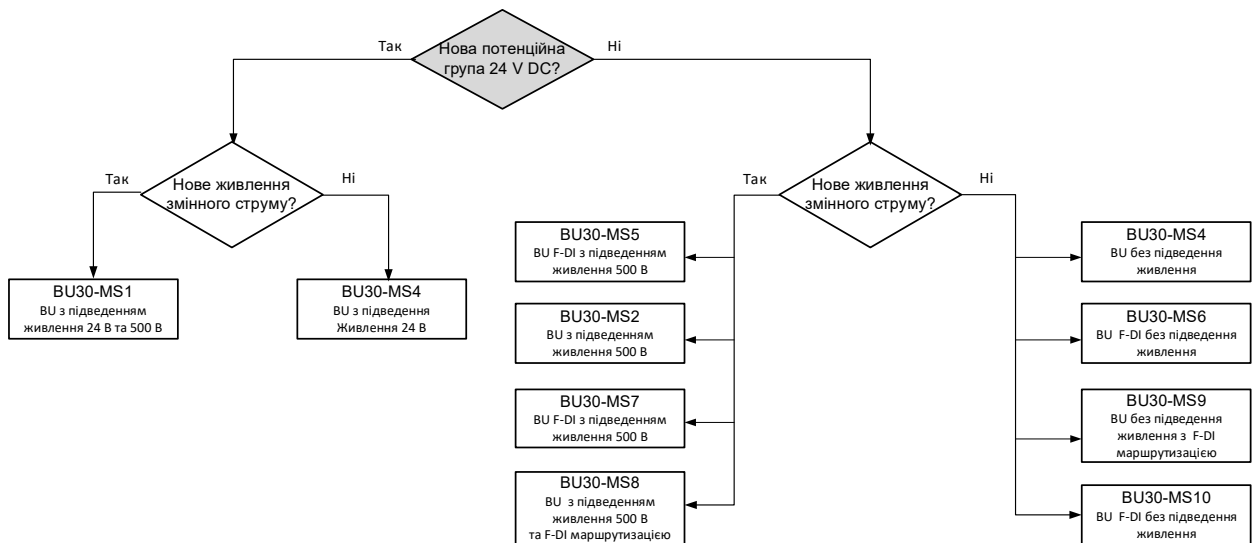 Нова потенційна
група 24 V DC?
Так
Ні
Нове живлення
змінного струму?
Так
Ні
BU30-MS1
BU з підведенням
живлення 24 В та 500 В
BU30-MS4
BU з підведення
Живлення 24 В
Нове живлення
змінного струму?
Так
Ні
BU30-MS5
BU F-DI з підведенням
живлення 500 В
BU30-MS2
BU з підведенням
живлення 500 В
BU30-MS7
BU F-DI з підведенням
живлення 500 В
BU30-MS8
BU з підведенням
живлення 500 В
та F-DI маршрутизацією
BU30-MS4
BU без підведення
живлення
BU30-MS6
BU F-DI без підведення
живлення
BU30-MS9
BU без підведення
живлення з F-DI
маршрутизацією
BU30-MS10
BU F-DI без підведення
живлення